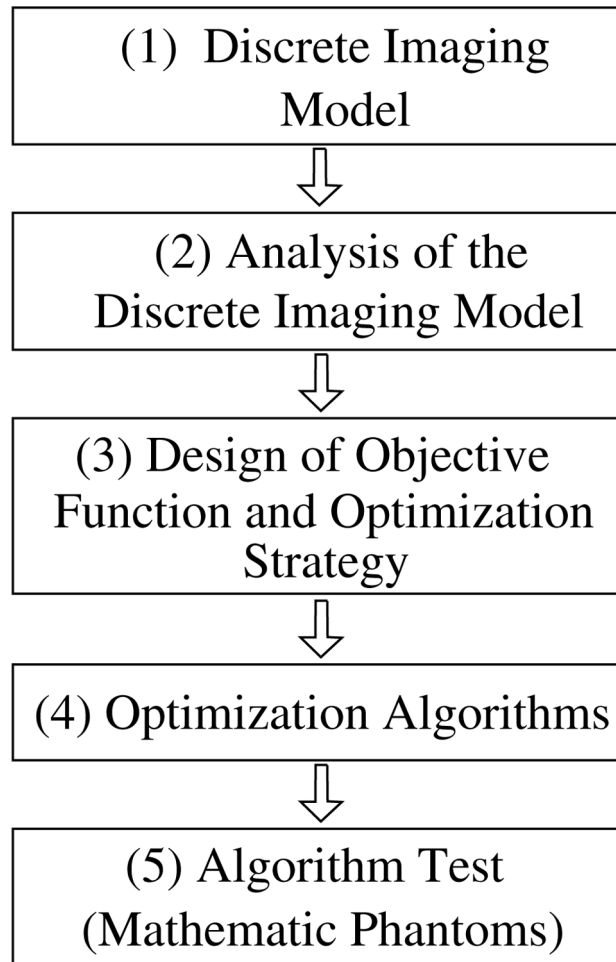 (1) Discrete Imaging
Model
(2) Analysis of the
Discrete Imaging Model
(3) Design of Objective
Function and Optimization
Strategy
(4) Optimization Algorithms
(5) Algorithm Test
(Mathematic Phantoms)